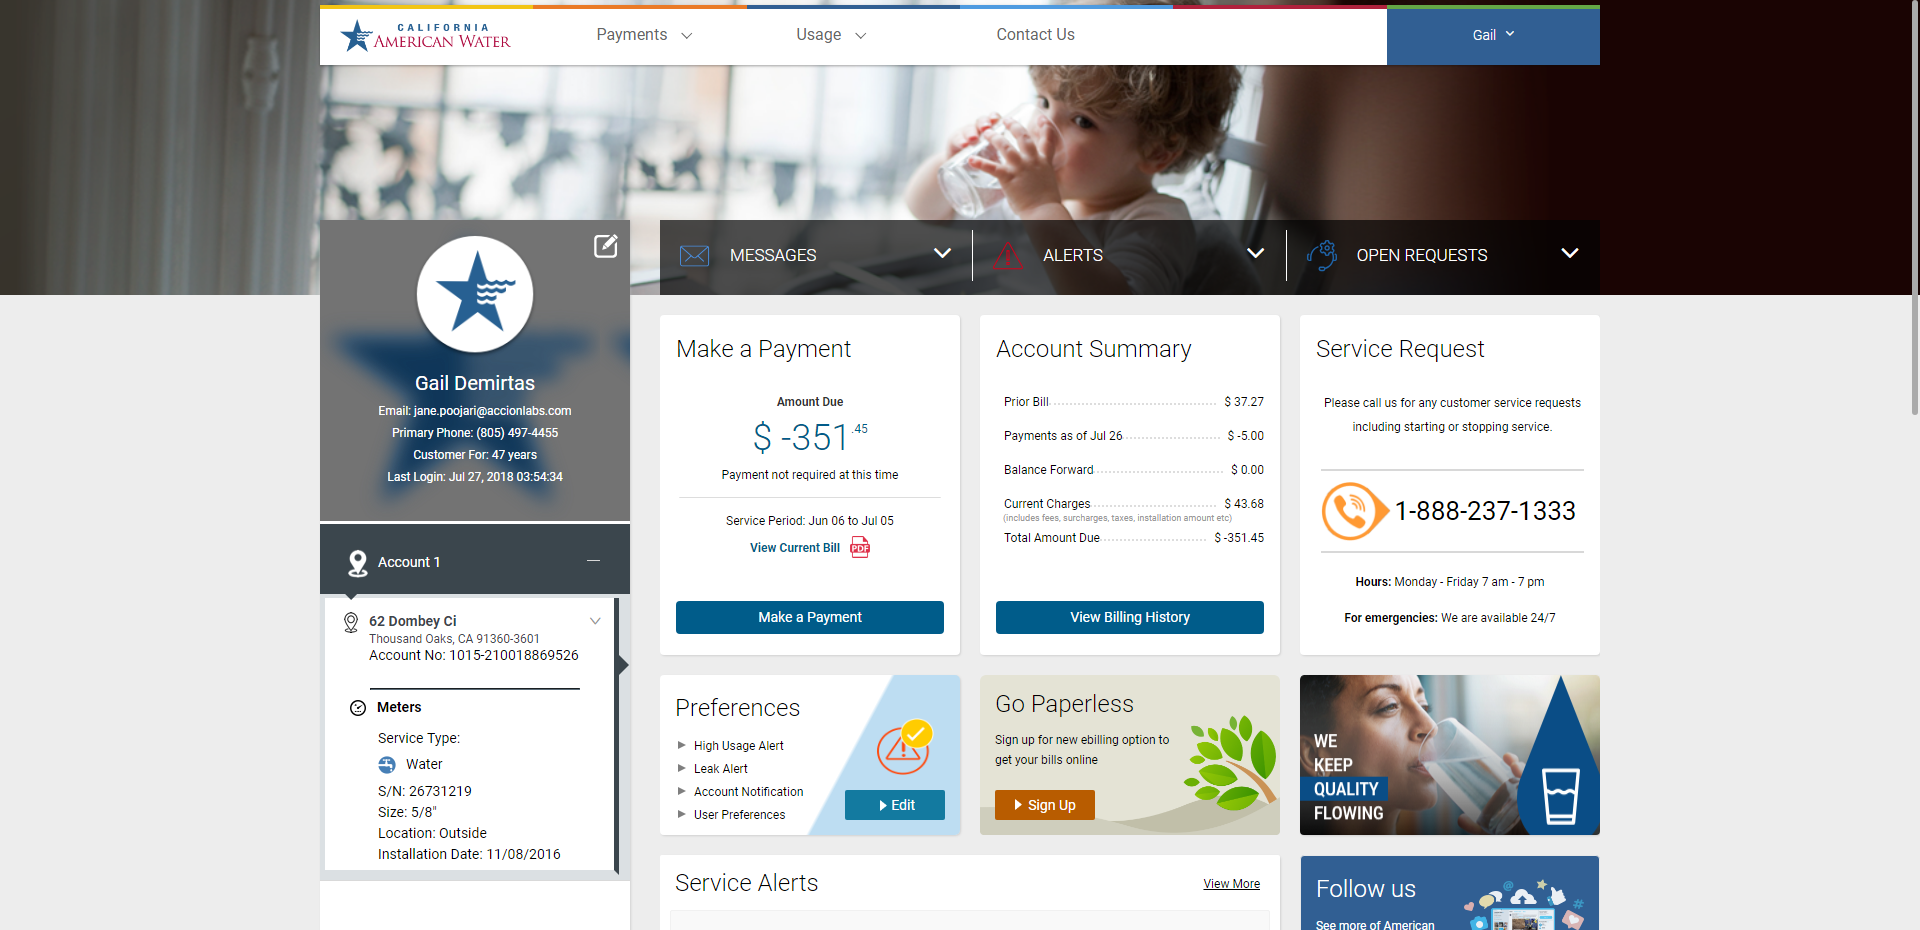 CALIFORNIA
AMERICAN WATER
Payments
Usage
Contact Us
Gail
MESSAGES
ALERTS
OPEN REQUESTS
Gail Demirtas
Email: jane.poojari@accionlabs.com
Primary Phone: (805) 497-4455
Customer For: 47 years
Last Login: Jul 27, 2018 03:54:34
Account 1
62 Dombey Ci
Thousand Oaks, CA 91360-3601
Account No: 1015-210018869526
Meters
Service Type:
Water
S/N: 26731219
Size: 5/8"
Location: Outside
Installation Date: 11/08/2016
Make a Payment
Amount Due
$ -351.45
Payment not required at this time
Service Period: Jun 06 to Jul 05
View Current Bill PDF
Make a Payment
Account Summary
Prior Bill $ 37.27
Payments as of Jul 26 $ -5.00
Balance Forward $ 0.00
Current Charges $ 43.68
(includes fees, surcharges, taxes, installation amount etc)
Total Amount Due $ -351.45
View Billing History
Service Request
Please call us for any customer service requests
including starting or stopping service.
1-888-237-1333
Hours: Monday - Friday 7 am - 7 pm
For emergencies: We are available 24/7
Preferences
High Usage Alert
Leak Alert
Account Notification
User Preferences
Edit
Go Paperless
Sign up for new ebilling option to
get your bills online
Sign Up
WE
KEEP
QUALITY
FLOWING
Service Alerts
View More
Follow us
See more of American